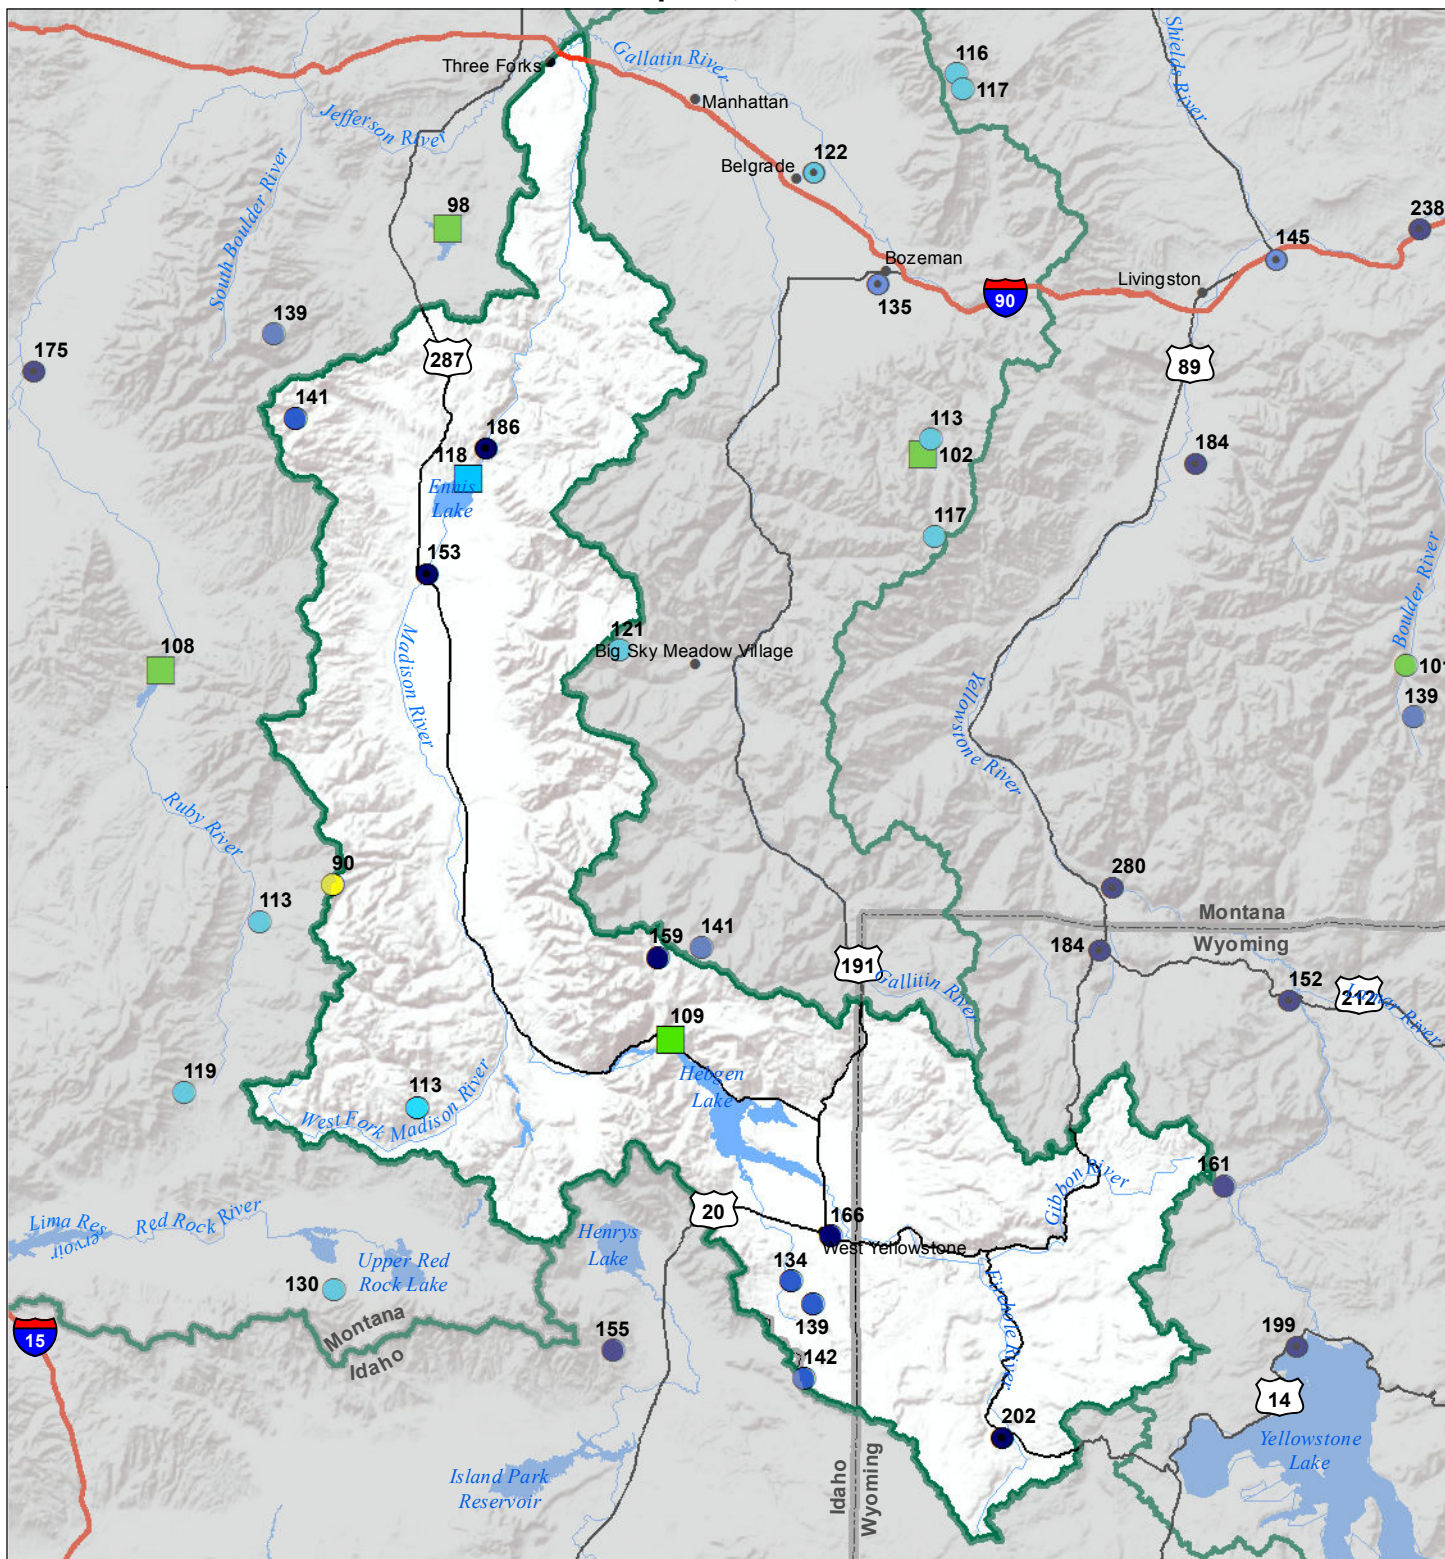 Three Forks
Gallatin River
Shields River
116
117
Manhattan
Jefferson River
122
Belgrade
South Boulder River
98
238
145
Bozeman
Livingston
135
90
139
287
175
89
141
186
113
184
118
102
Ennis
Lake
117
153
Boulder River
Madison River
121
Big Sky Meadow Village
108
101
139
Yellowstone River
Ruby River
90
280
113
Montana
Wyoming
141
159
184
191
Gallitin River
152
212
Lamar River
109
Hebgen
Lake
119
113
West Fork Madison River
161
Gibbon River
20
166
West Yellowstone
Lima Reservoir
Red Rock River
Henrys
Lake
Upper Red
Rock Lake
134
130
139
Firehole River
Montana
Idaho
15
155
142
199
14
202
Yellowstone
Lake
Island Park
Reservoir
Idaho
Wyoming